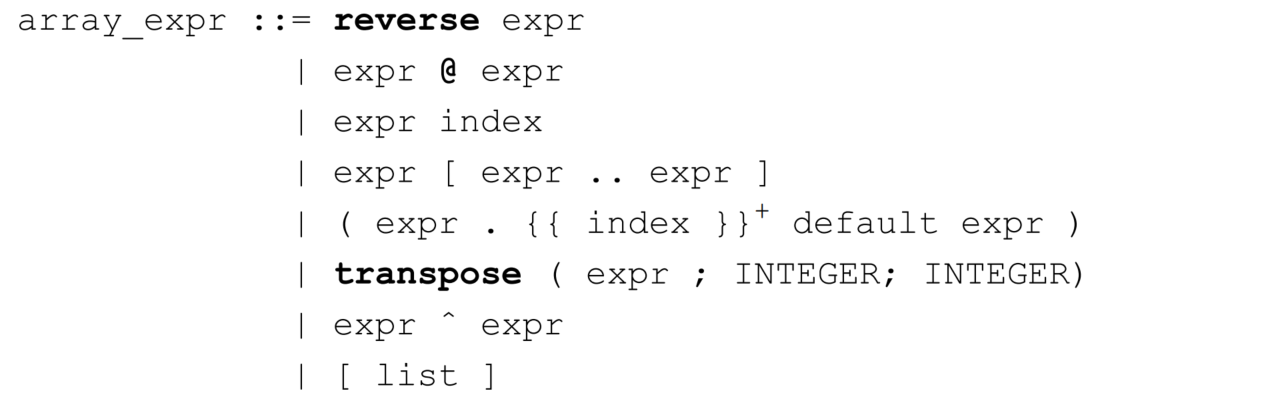 array_expr ::= reverse expr
| expr @ expr
| expr index
| expr [ expr .. expr ]
| ( expr . {{ index }}+ default expr )
| transpose ( expr ; INTEGER; INTEGER)
| expr ^ expr
| [ list ]